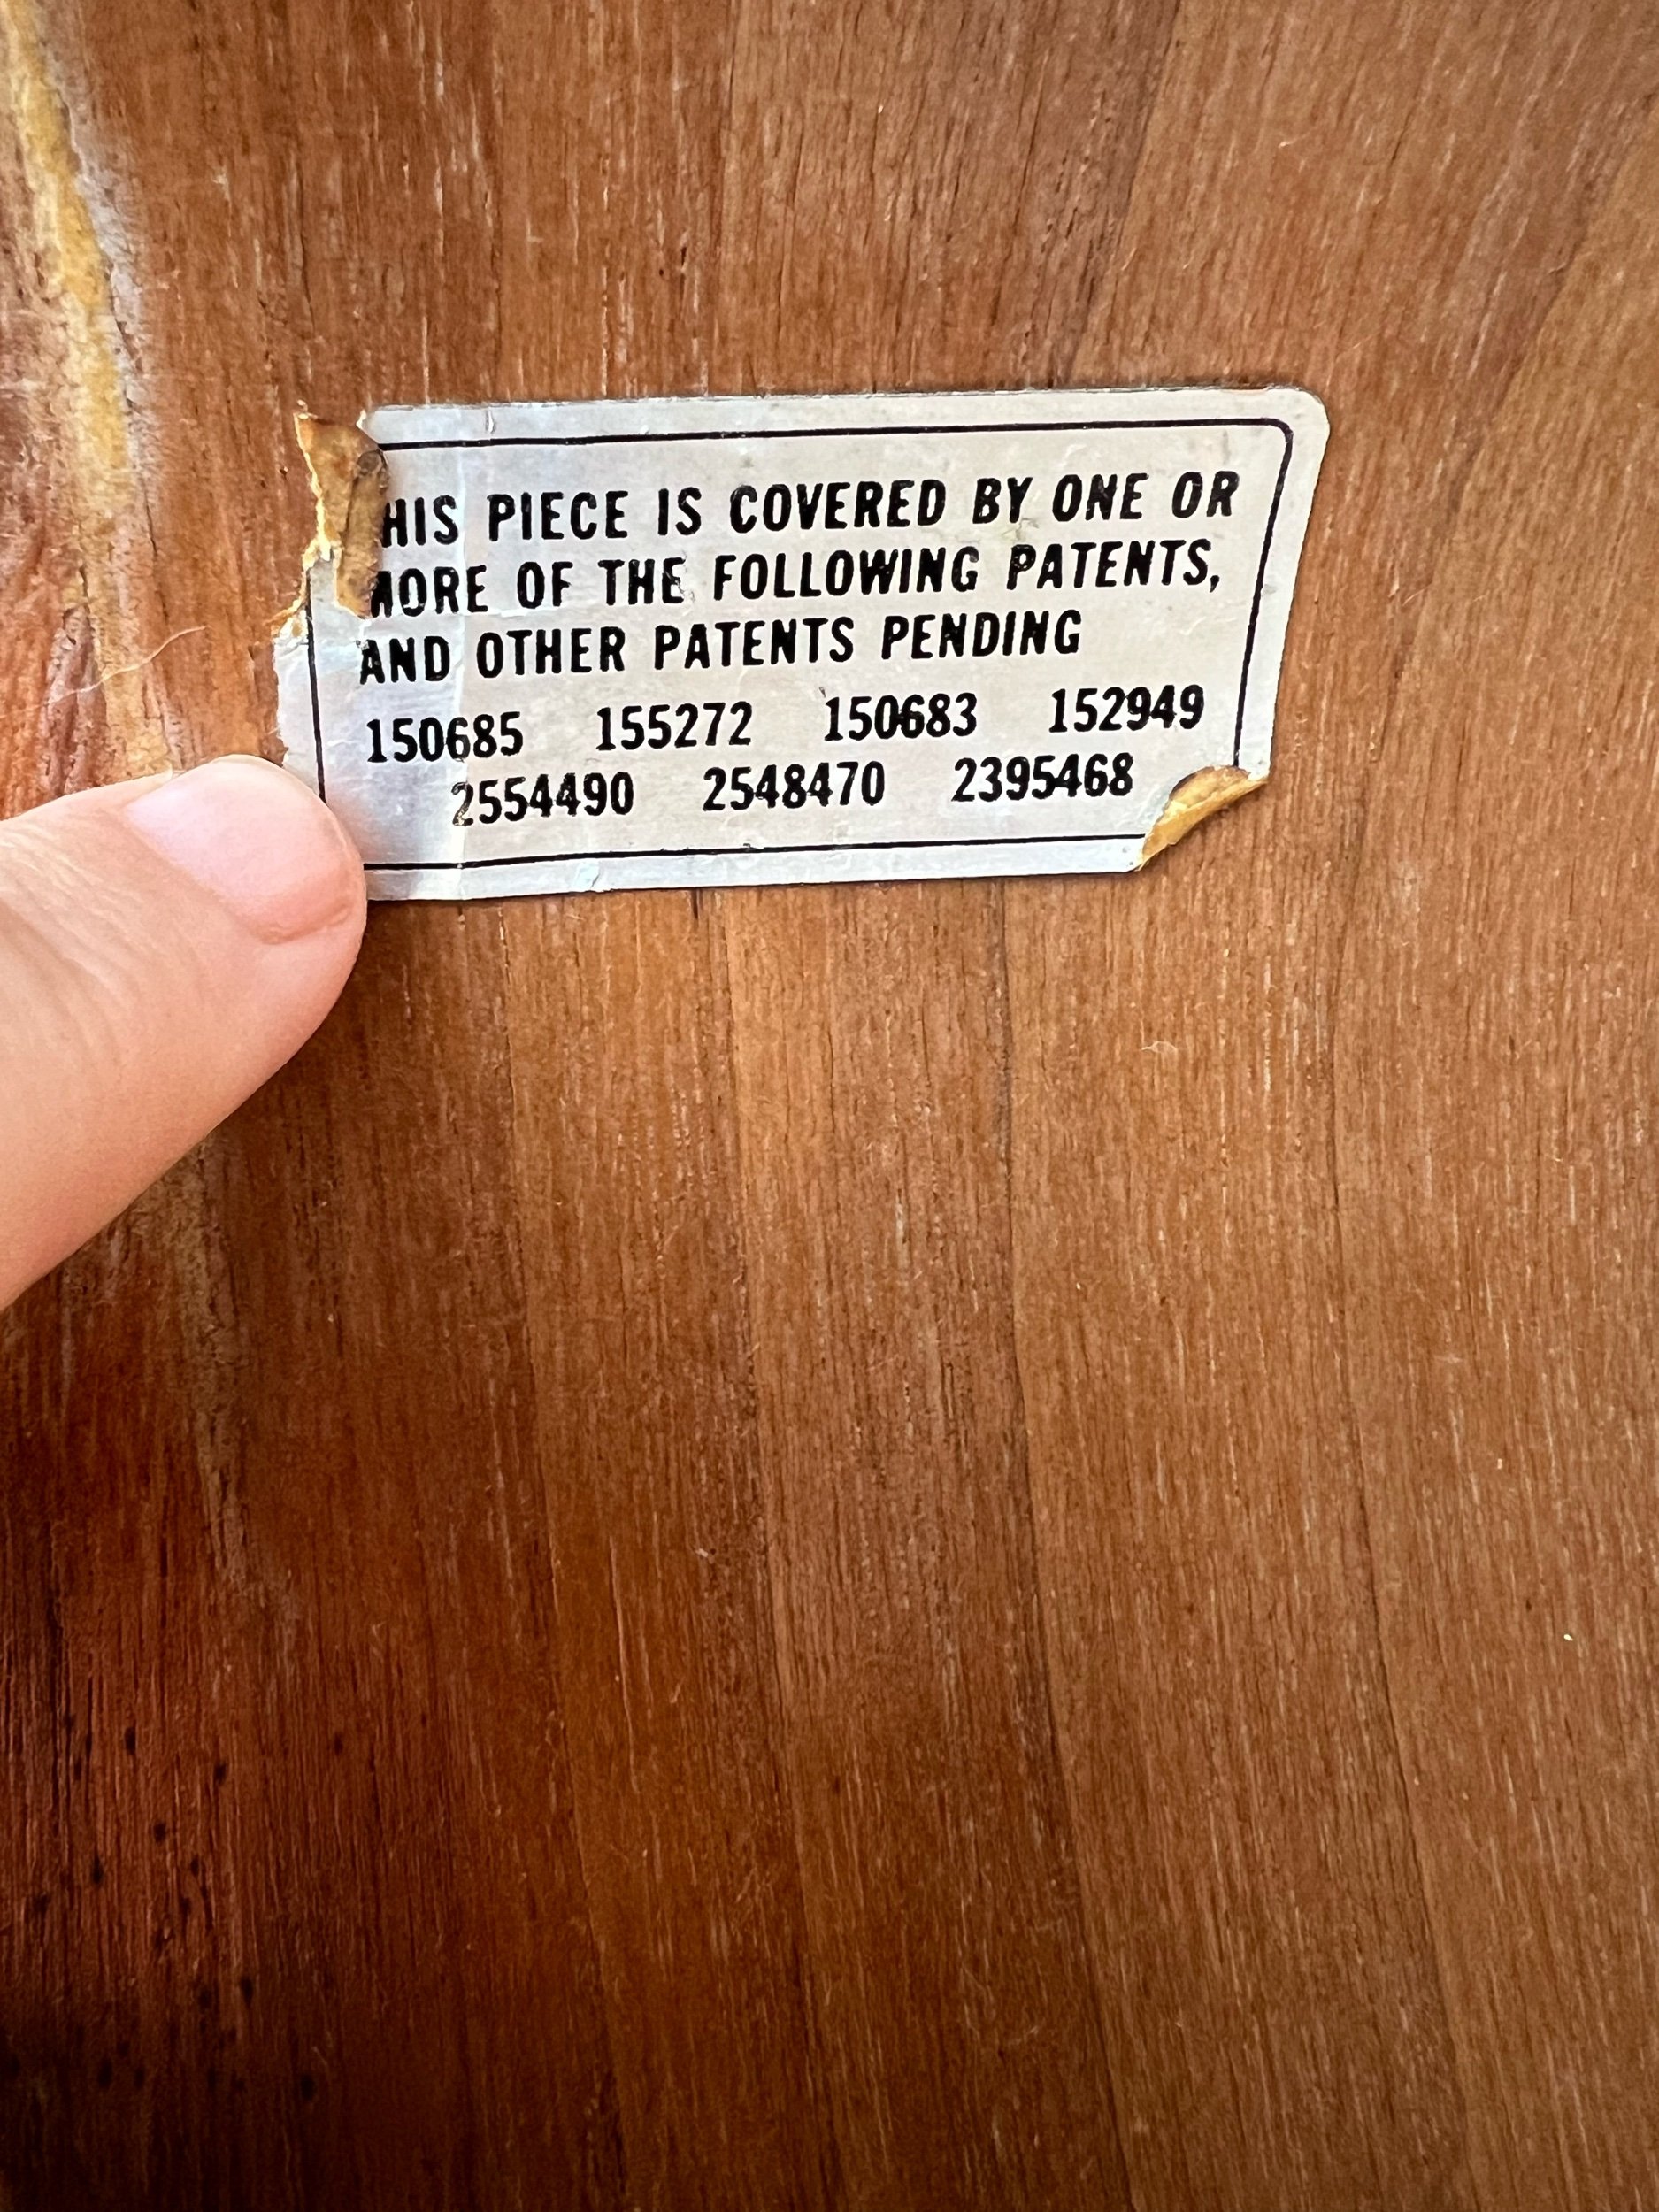 HIS PIECE IS COVERED BY ONE OR
MORE OF THE FOLLOWING PATENTS,
AND OTHER PATENTS PENDING
150685 155272 150683 152949
2554490 2548470 2395468